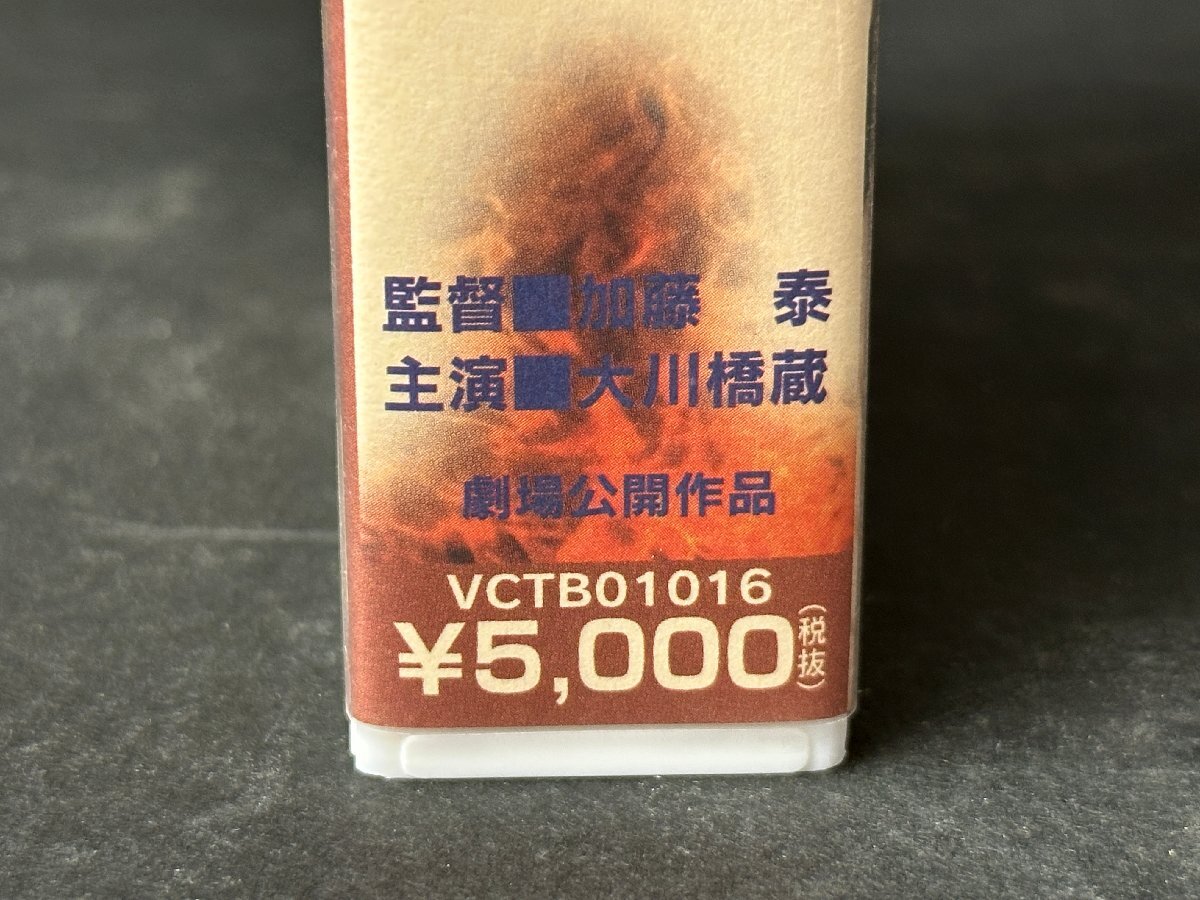 監督■加藤　泰
主演■大川橋蔵
劇場公開作品
VCTB01016
¥5,000(税抜)